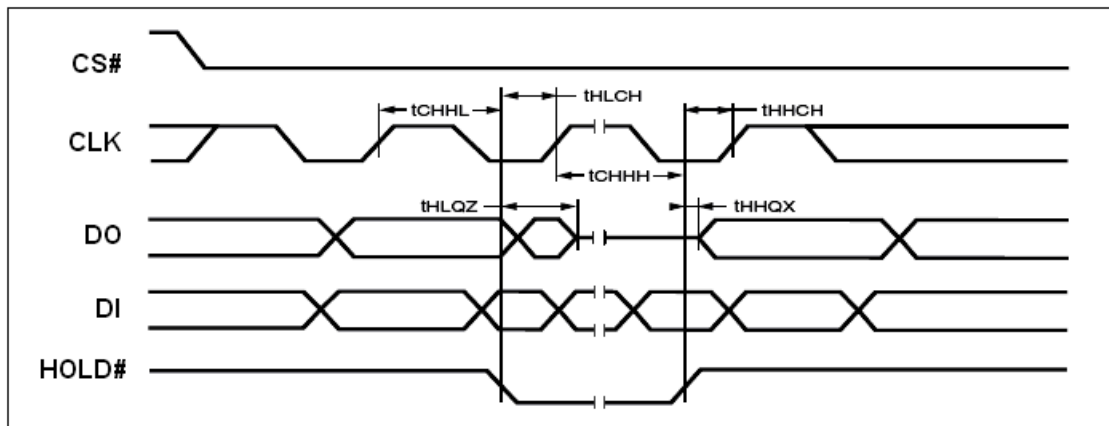 CS#
tHLCH
tCHHL
tHHCH
CLK
tCHHH
tHLQZ
tHHQX
DO
DI
HOLD#